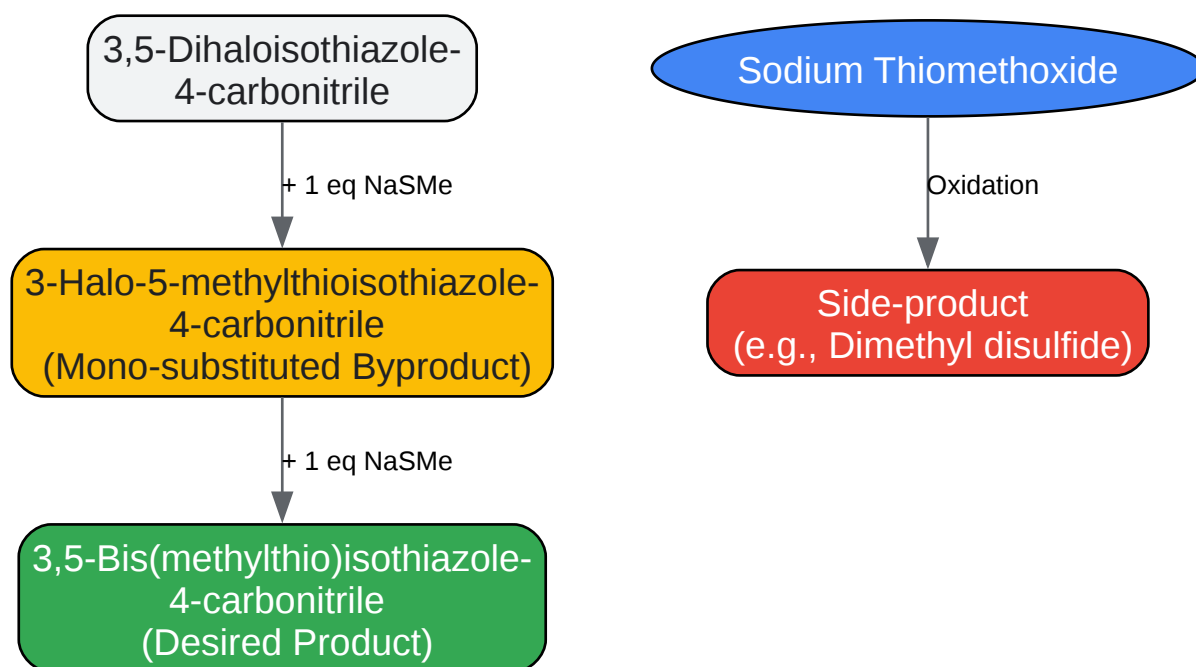 3,5-Dihaloisothiazole-
4-carbonitrile
+ 1 eq NaSMe
3-Halo-5-methylthioisothiazole-
4-carbonitrile
(Mono-substituted Byproduct)
+ 1 eq NaSMe
3,5-Bis(methylthio)isothiazole-
4-carbonitrile
(Desired Product)
Sodium Thiomethoxide
Oxidation
Side-product
(e.g., Dimethyl disulfide)